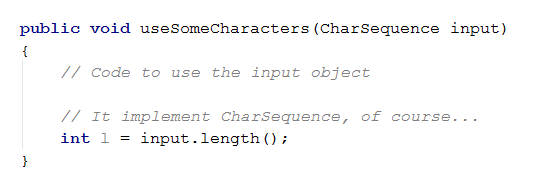 public void useSomeCharacters(CharSequence input)
{
// Code to use the input object
// It implement CharSequence, of course...
int l = input.length();
}